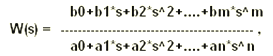 b0+b1*s+b2*s^2+....+bm*s^m
W(s) = ------------------------------------------ ,
a0+a1*s+a2*s^2+....+an*s^n